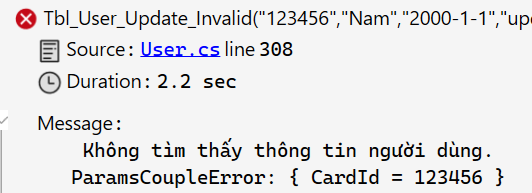 Tbl_User_Update_Invalid("123456","Nam","2000-1-1","up
Source: User.cs line 308
Duration: 2.2 sec
Message:
Không tìm thấy thông tin người dùng.
ParamsCoupleError: { CardId = 123456 }